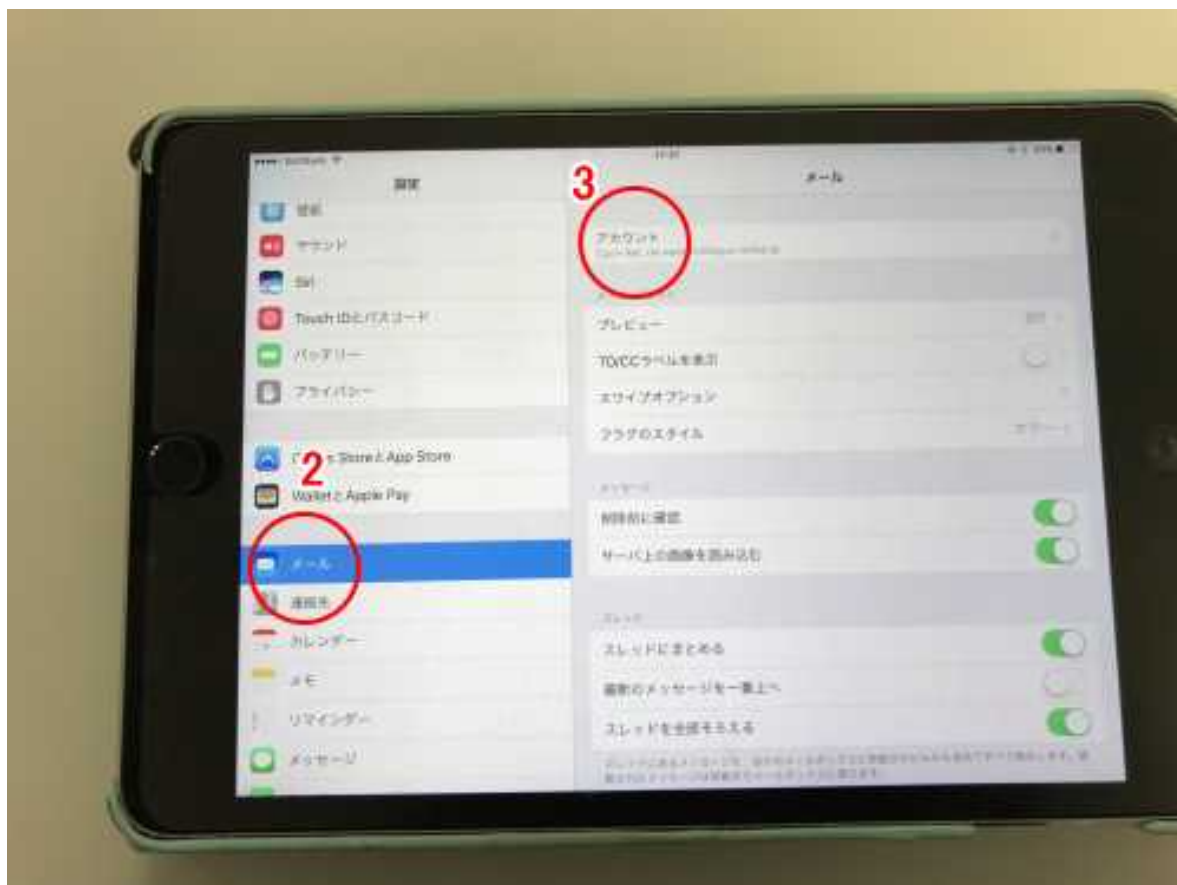 設定
メール
3
壁紙
サウンド
Siri
Touch IDとパスコード
バッテリー
プライバシー
Store と App Store
2
Wallet と Apple Pay
メール
連絡先
カレンダー
メモ
リマインダー
メッセージ
アカウント
プレビュー
TO/CCラベルを表示
スワイプオプション
フラグのスタイル
カラー
メッセージ
削除前に確認
サーバ上の画像を読み込む
スレッド
スレッドにまとめる
最新のメッセージを一番上へ
スレッドを全部そろえる